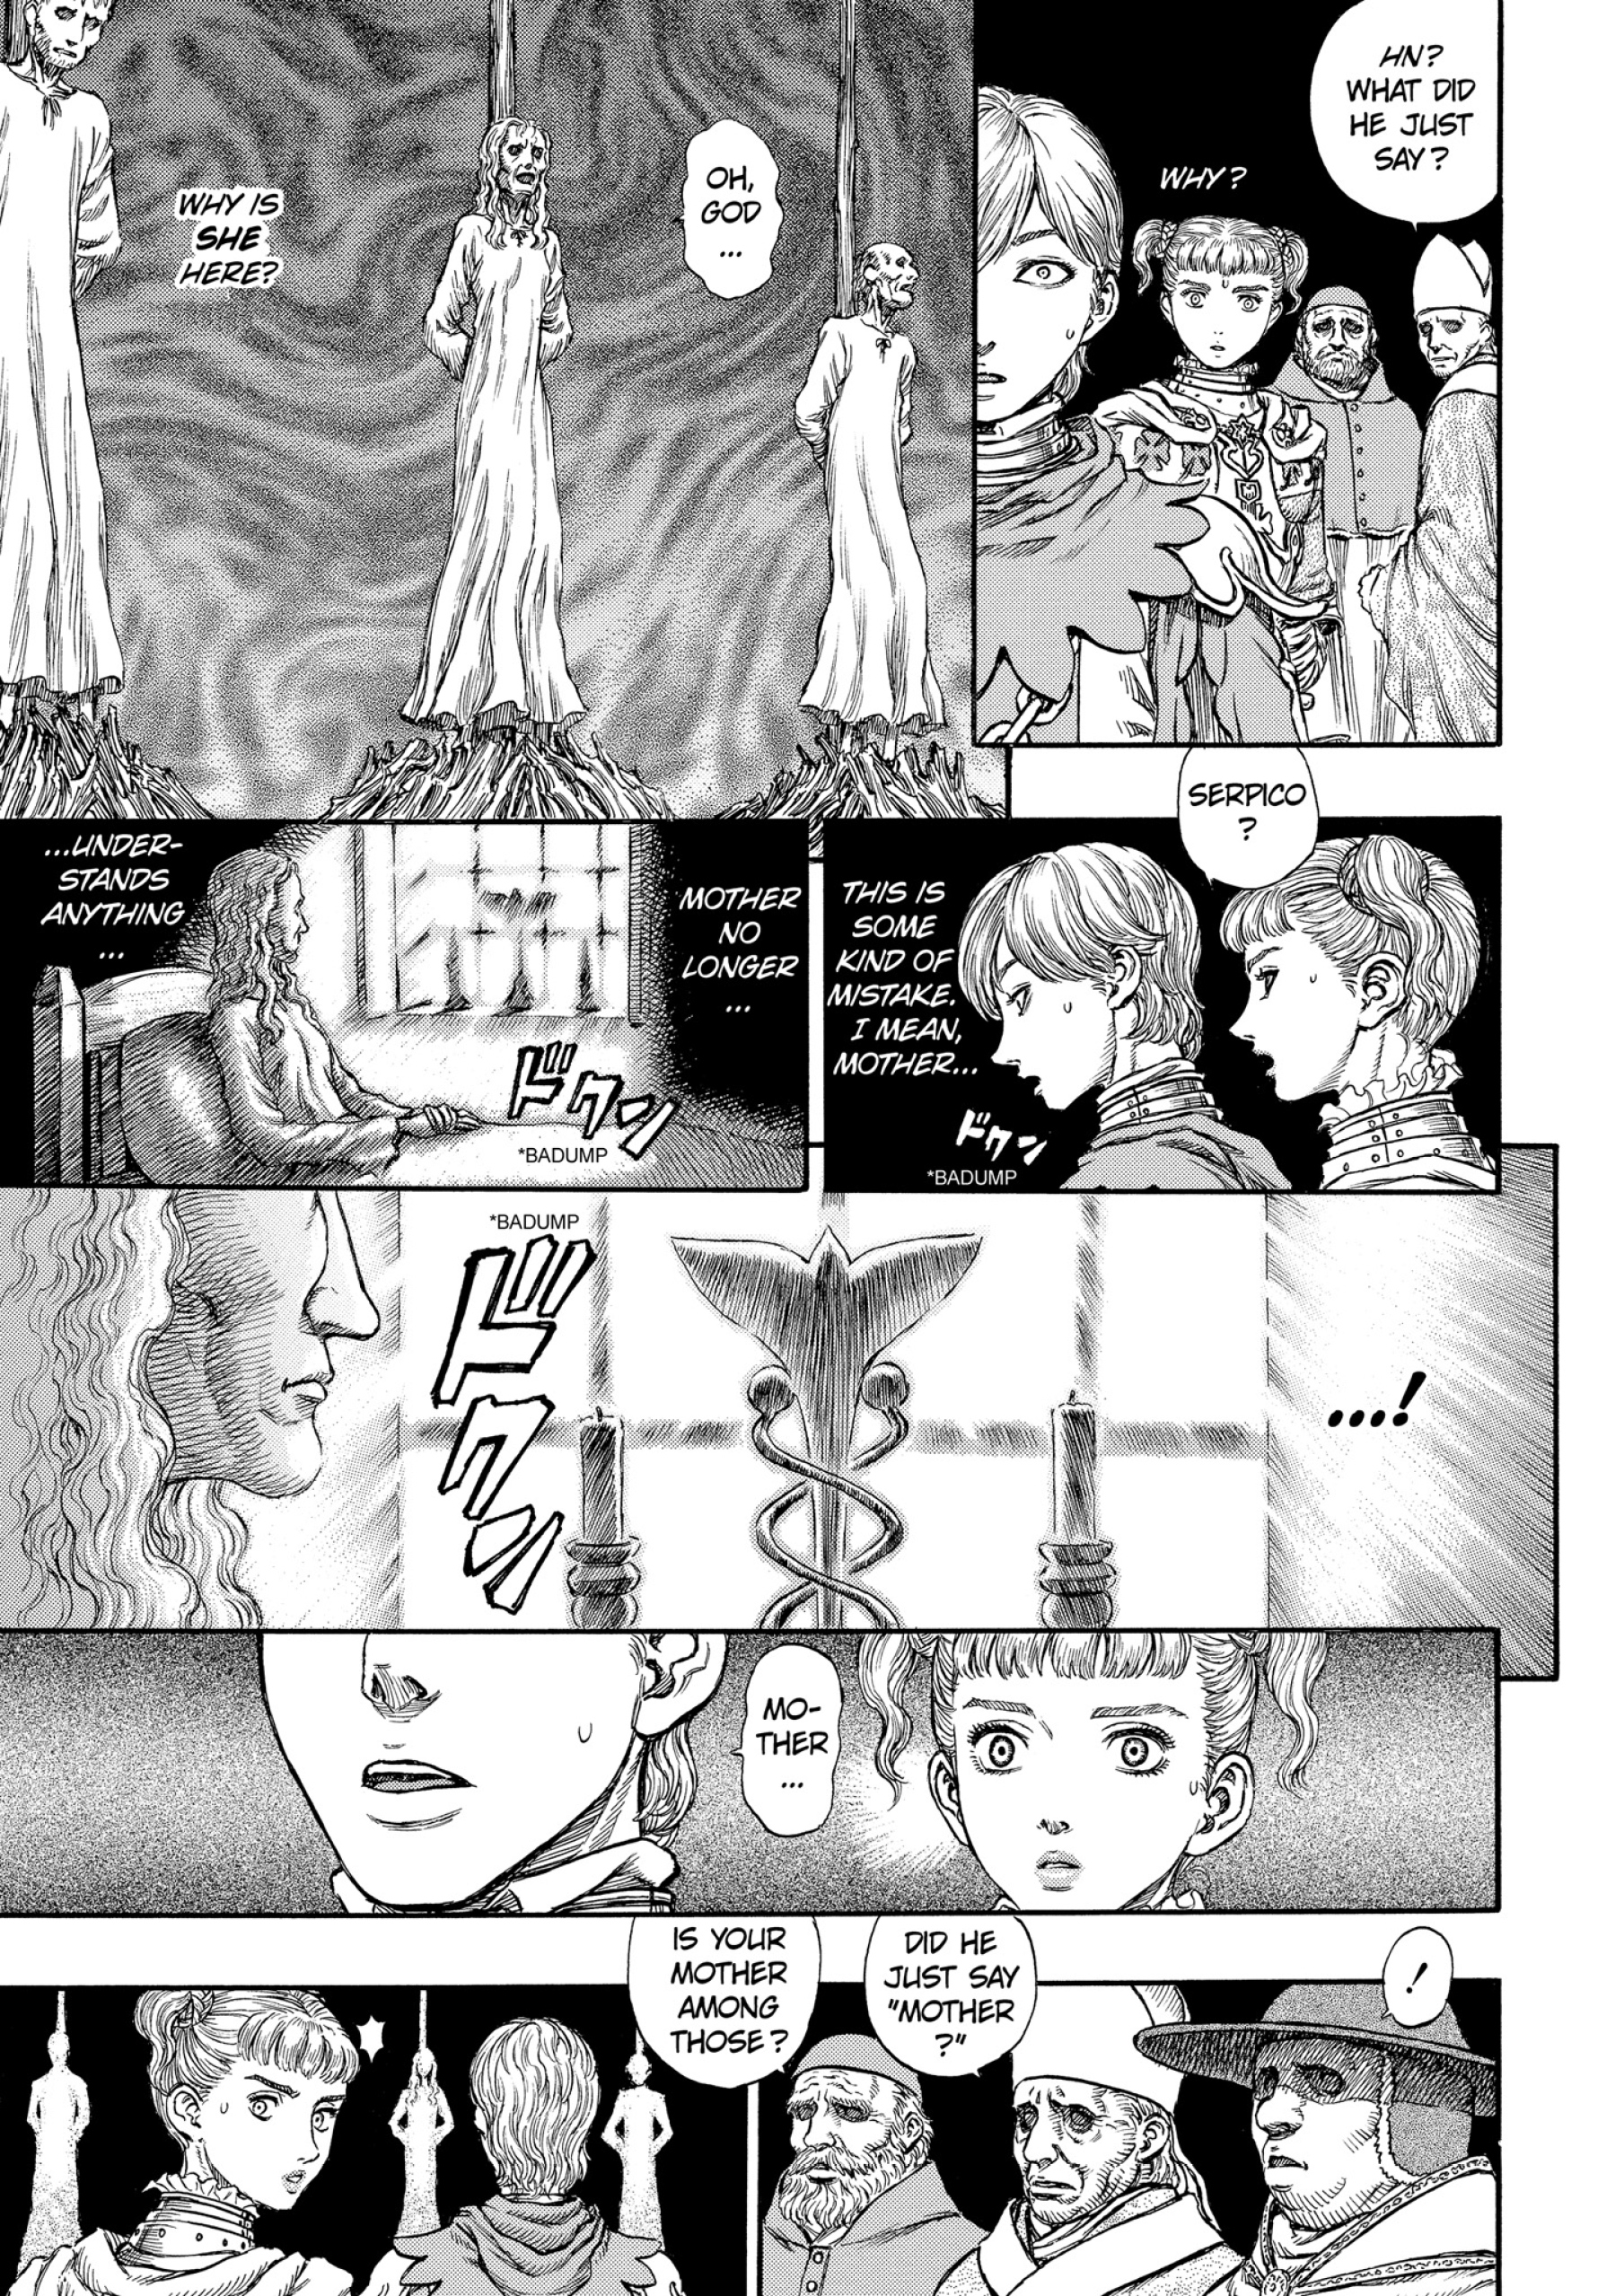 HN?
WHAT DID
HE JUST
SAY?
WHY?
OH,
GOD
...
WHY IS
SHE
HERE?
SERPICO
?
THIS IS
SOME
KIND OF
MISTAKE.
I MEAN,
MOTHER...
ドクン
*BADUMP
MOTHER
NO
LONGER
...
...UNDER-
STANDS
ANYTHING
...
ドクン
*BADUMP
....!
*BADUMP
ドクン
MO-
THER
...
!
DID HE
JUST SAY
"MOTHER
?"
IS YOUR
MOTHER
AMONG
THOSE?